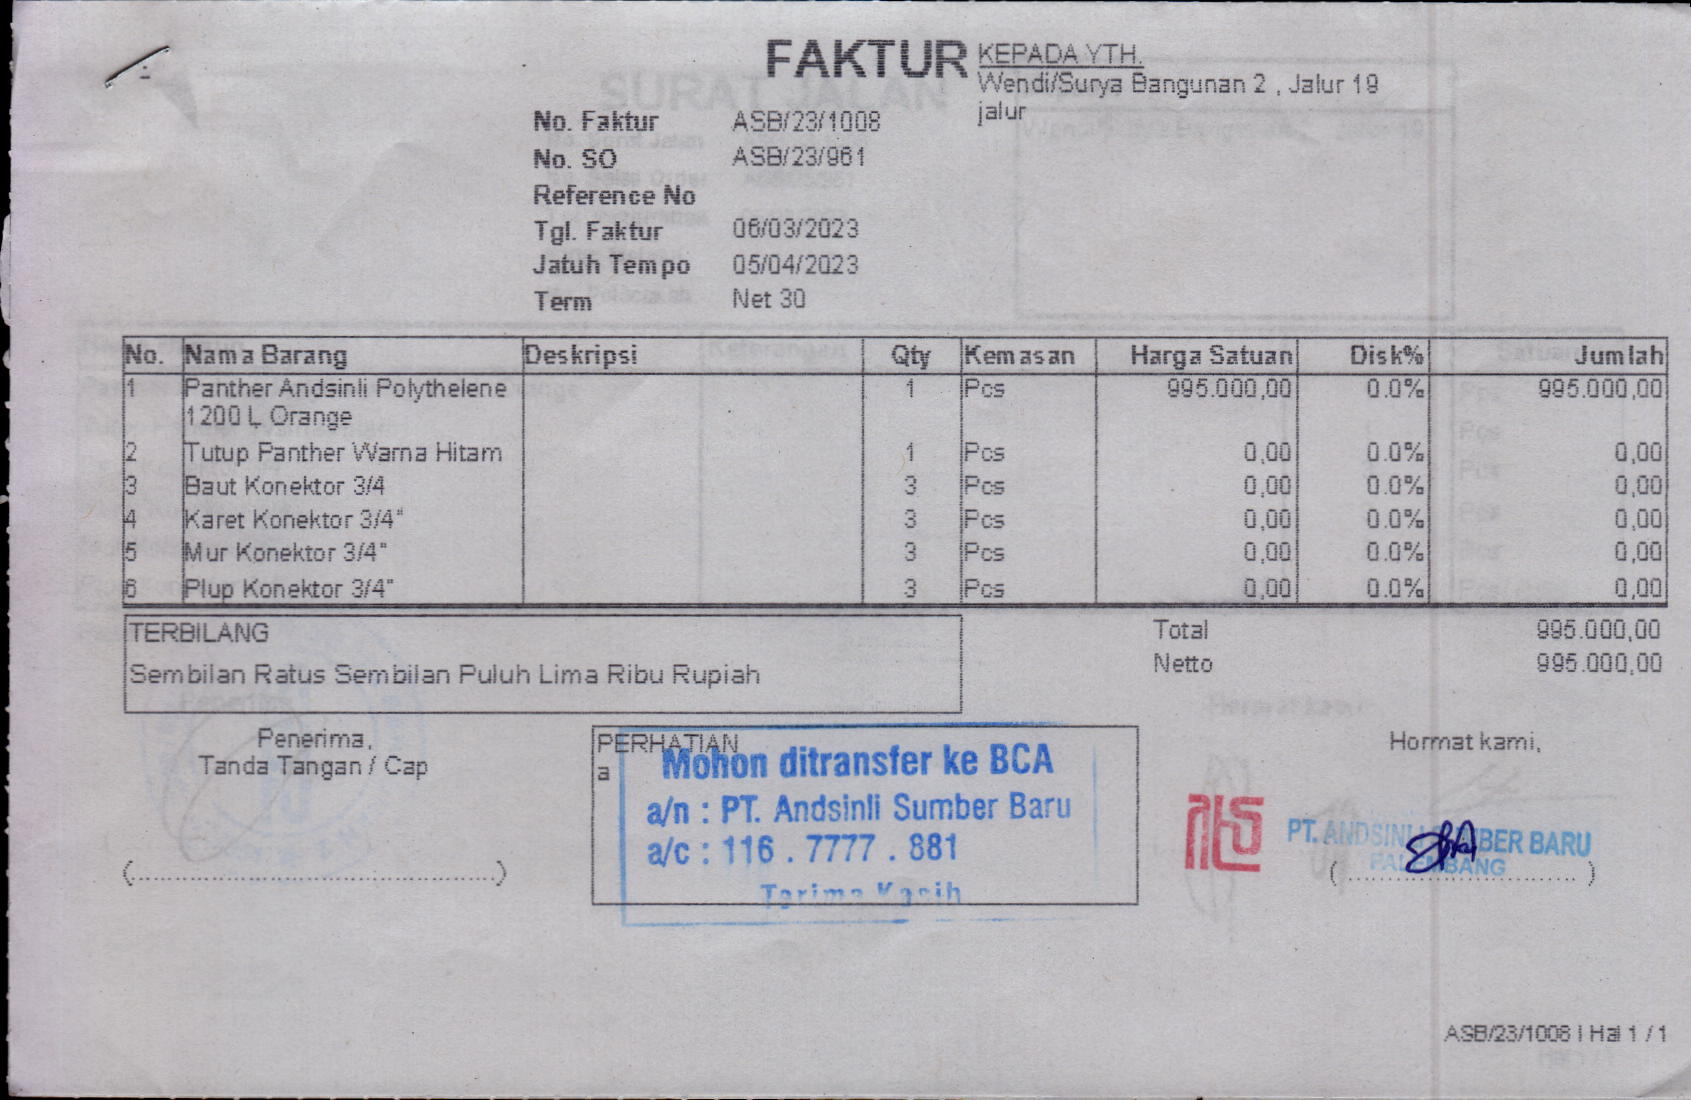 FAKTUR
KEPADA YTH.
Wendi/Surya Bangunan 2 , Jalur 19
jalur
No. Faktur ASB/23/1008
No. SO ASB/23/961
Reference No
Tgl. Faktur 06/03/2023
Jatuh Tempo 05/04/2023
Term Net 30
No. Nama Barang Deskripsi Qty Kemasan Harga Satuan Disk% Jumlah
1 Panther Andsinli Polythelene 1 Pcs 995.000,00 0.0% 995.000,00
1200 L Orange
2 Tutup Panther Warna Hitam 1 Pcs 0,00 0.0% 0,00
3 Baut Konektor 3/4 3 Pcs 0,00 0.0% 0,00
4 Karet Konektor 3/4" 3 Pcs 0,00 0.0% 0,00
5 Mur Konektor 3/4" 3 Pcs 0,00 0.0% 0,00
6 Plup Konektor 3/4" 3 Pcs 0,00 0.0% 0,00
TERBILANG
Sembilan Ratus Sembilan Puluh Lima Ribu Rupiah
Total 995.000,00
Netto 995.000,00
Penerima,
Tanda Tangan / Cap
(..........................................)
PERHATIAN
a
Mohon ditransfer ke BCA
a/n : PT. Andsinli Sumber Baru
a/c : 116 . 7777 . 881
Terima Kasih
Hormat kami,
PT. ANDSINLI SUMBER BARU
PALEMBANG
(..............................)
ASB/23/1008 | Hal 1 / 1